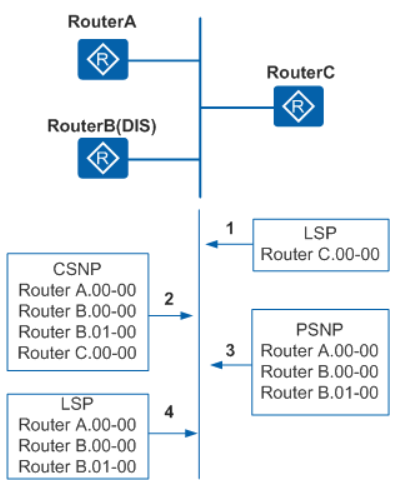 RouterA
R
RouterC
R
RouterB(DIS)
R
1
LSP
Router C.00-00
CSNP
Router A.00-00
Router B.00-00
Router B.01-00
Router C.00-00
2
3
PSNP
Router A.00-00
Router B.00-00
Router B.01-00
LSP
Router A.00-00
Router B.00-00
Router B.01-00
4